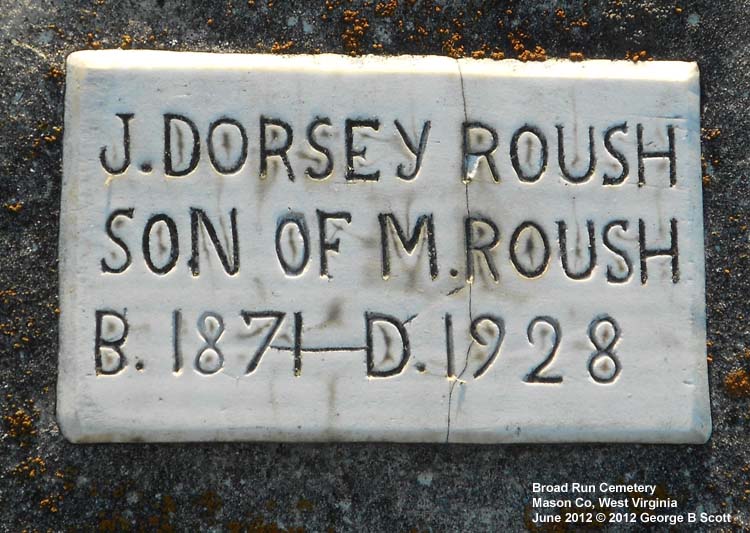 J. DORSEY ROUSH
SON OF M. ROUSH
B. 1871—D. 1928
Broad Run Cemetery
Mason Co, West Virginia
June 2012 © 2012 George B Scott